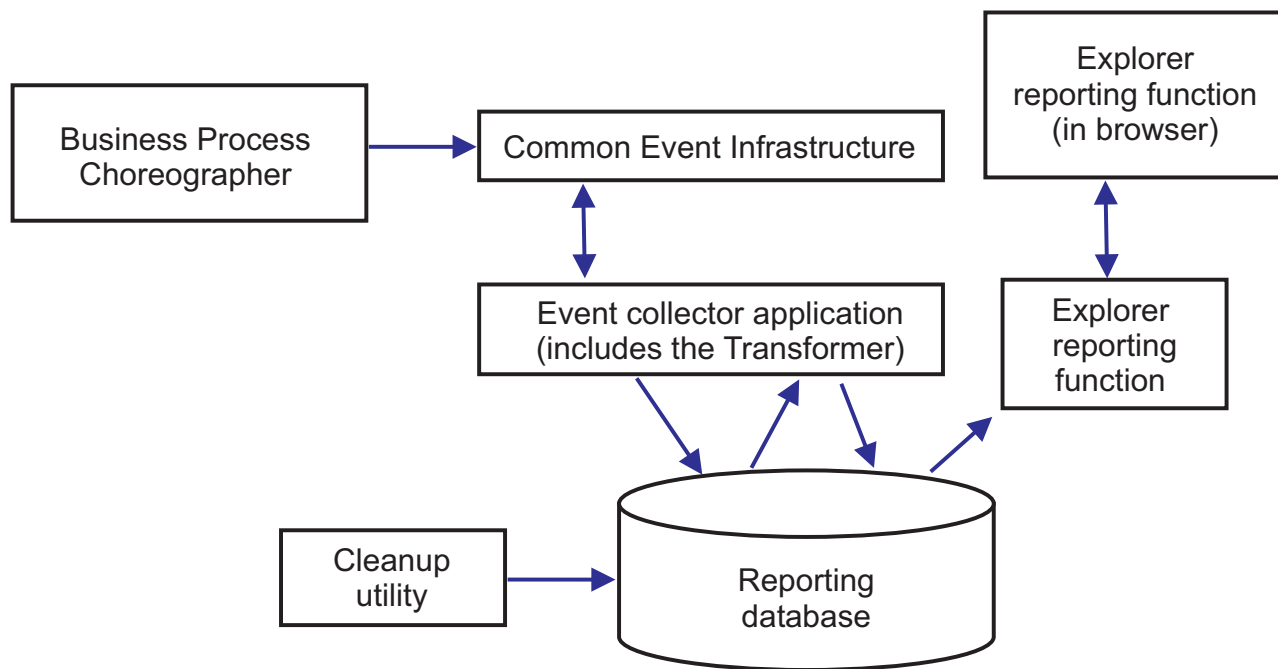 Business Process
Choreographer
Common Event Infrastructure
Explorer
reporting function
(in browser)
Event collector application
(includes the Transformer)
Explorer
reporting
function
Cleanup
utility
Reporting
database